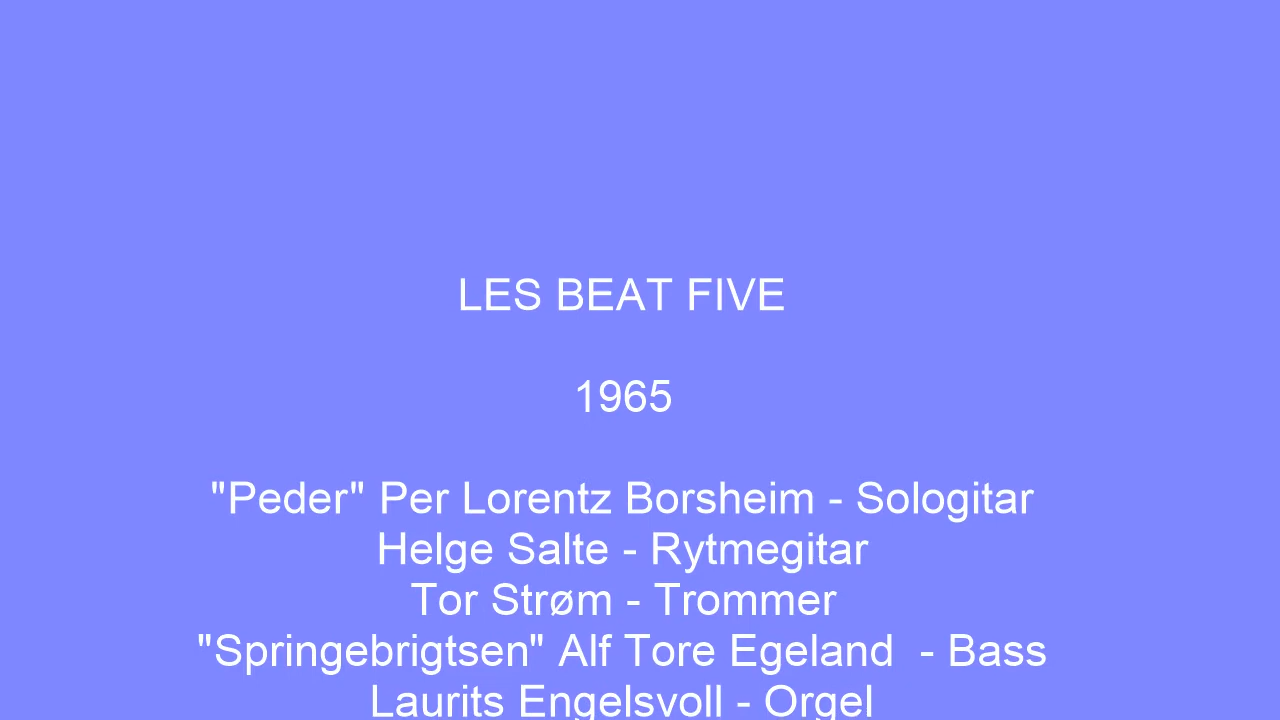 LES BEAT FIVE
1965
"Peder" Per Lorentz Borsheim - Sologitar
Helge Salte - Rytmegitar
Tor Strøm - Trommer
"Springebrigtsen" Alf Tore Egeland  - Bass
Laurits Engelsvoll - Orgel